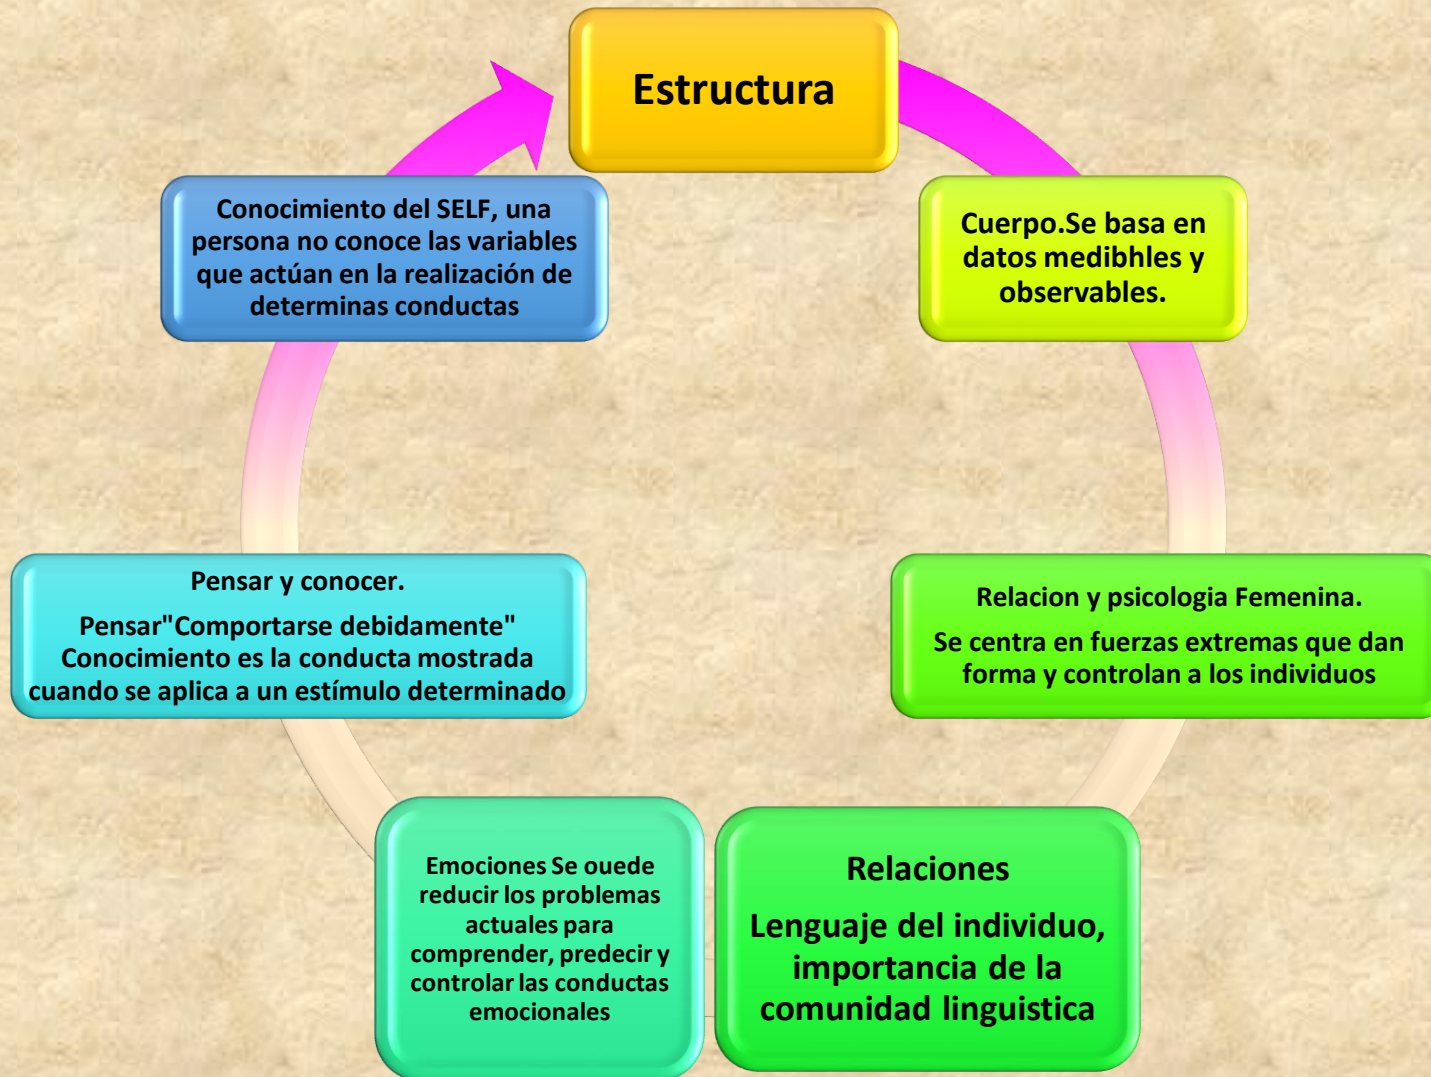 Estructura
Cuerpo.Se basa en
datos medibhles y
observables.
Relacion y psicologia Femenina.
Se centra en fuerzas extremas que dan
forma y controlan a los individuos
Relaciones
Lenguaje del individuo,
importancia de la
comunidad linguistica
Emociones Se ouede
reducir los problemas
actuales para
comprender, predecir y
controlar las conductas
emocionales
Pensar y conocer.
Pensar"Comportarse debidamente"
Conocimiento es la conducta mostrada
cuando se aplica a un estímulo determinado
Conocimiento del SELF, una
persona no conoce las variables
que actúan en la realización de
determinas conductas